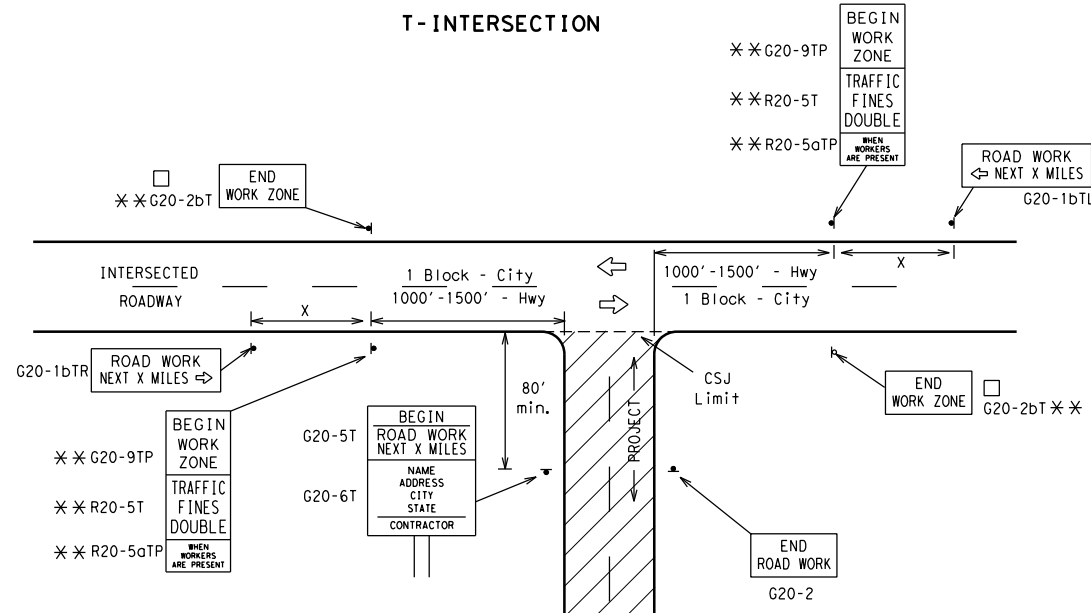 T-INTERSECTION
BEGIN
WORK
ZONE
✶✶G20-9TP
TRAFFIC
FINES
DOUBLE
✶✶R20-5T
WHEN
WORKERS
ARE PRESENT
✶✶R20-5aTP
ROAD WORK
⇦ NEXT X MILES
G20-1bTL
□
✶✶G20-2bT
END
WORK ZONE
INTERSECTED
ROADWAY
X
1 Block - City
1000'-1500' - Hwy
⇦
⇨
1000'-1500' - Hwy
1 Block - City
X
G20-1bTR
ROAD WORK
NEXT X MILES ⇨
BEGIN
WORK
ZONE
✶✶G20-9TP
TRAFFIC
FINES
DOUBLE
✶✶R20-5T
WHEN
WORKERS
ARE PRESENT
✶✶R20-5aTP
G20-5T
BEGIN
ROAD WORK
NEXT X MILES
G20-6T
NAME
ADDRESS
CITY
STATE
CONTRACTOR
80'
min.
PROJECT
CSJ
Limit
END
WORK ZONE
□
G20-2bT✶✶
END
ROAD WORK
G20-2